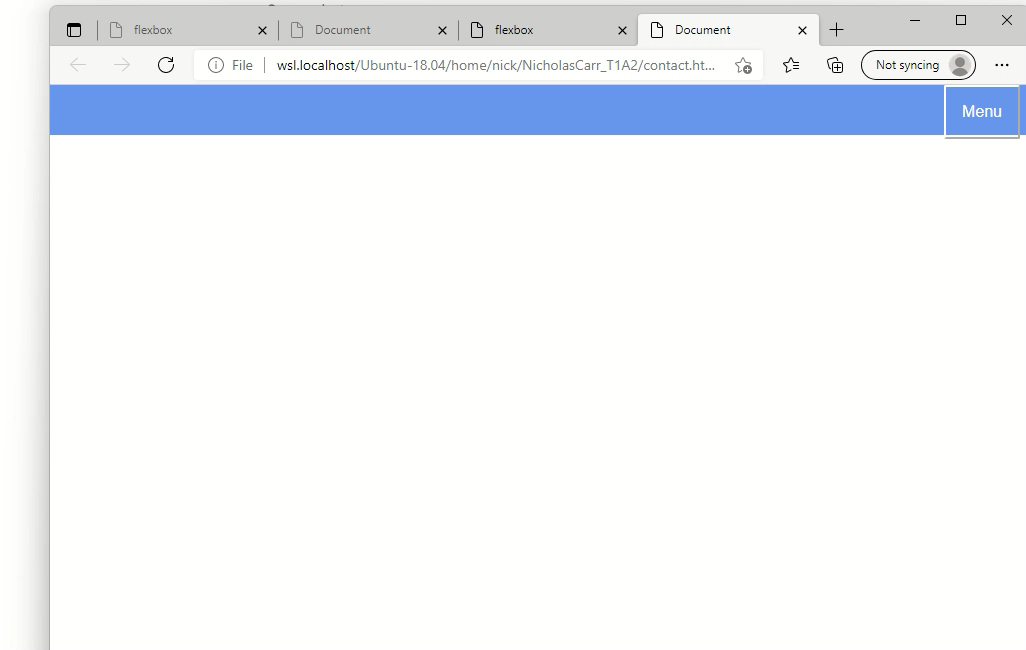 flexbox Document flexbox Document
File wsl.localhost/Ubuntu-18.04/home/nick/NicholasCarr_T1A2/contact.ht... Not syncing
Menu